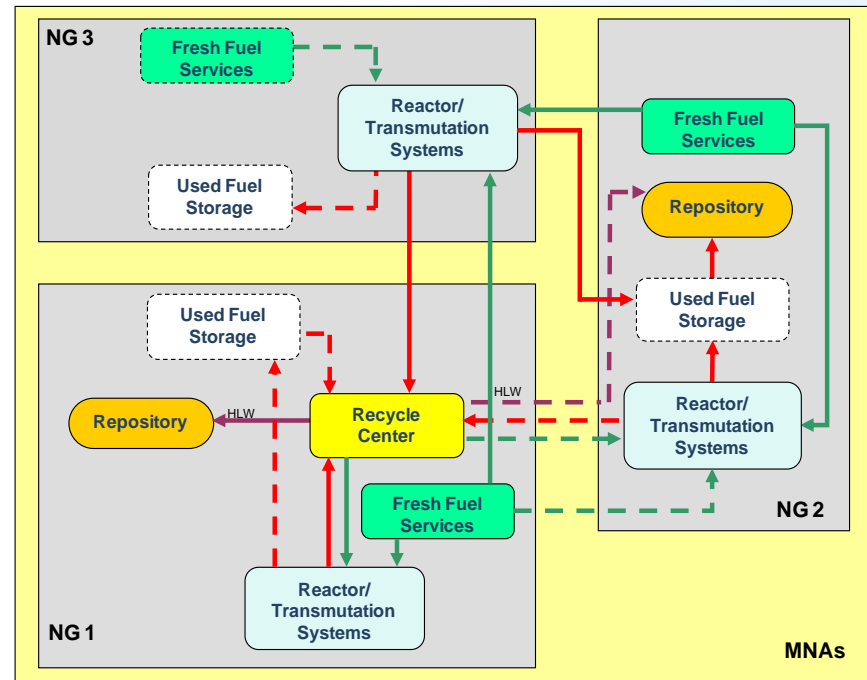 NG 3
Fresh Fuel
Services
Reactor/
Transmutation
Systems
Used Fuel
Storage
Fresh Fuel
Services
Repository
Used Fuel
Storage
Reactor/
Transmutation
Systems
NG 2
Used Fuel
Storage
Repository
HLW
Recycle
Center
HLW
Fresh Fuel
Services
Reactor/
Transmutation
Systems
NG 1
MNAs